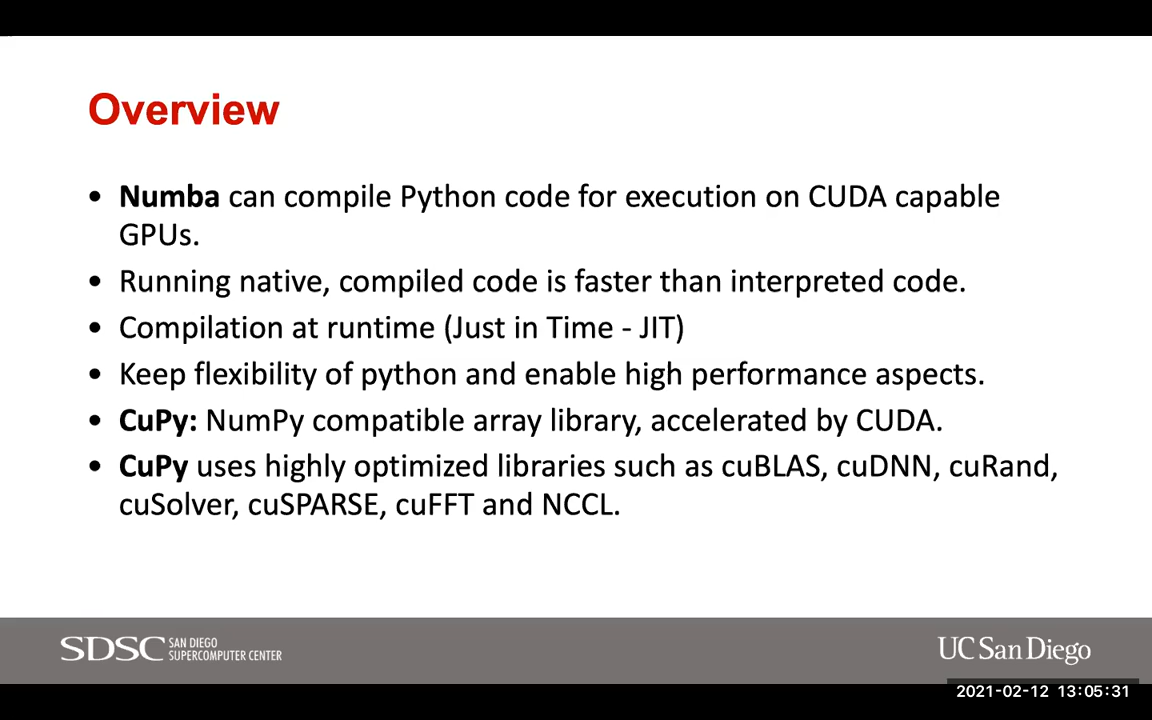 Overview
• Numba can compile Python code for execution on CUDA capable
GPUs.
• Running native, compiled code is faster than interpreted code.
• Compilation at runtime (Just in Time - JIT)
• Keep flexibility of python and enable high performance aspects.
• CuPy: NumPy compatible array library, accelerated by CUDA.
• CuPy uses highly optimized libraries such as cuBLAS, cuDNN, cuRand,
cuSolver, cuSPARSE, cuFFT and NCCL.
SDSC SAN DIEGO
SUPERCOMPUTER CENTER
UC San Diego
2021-02-12 13:05:31